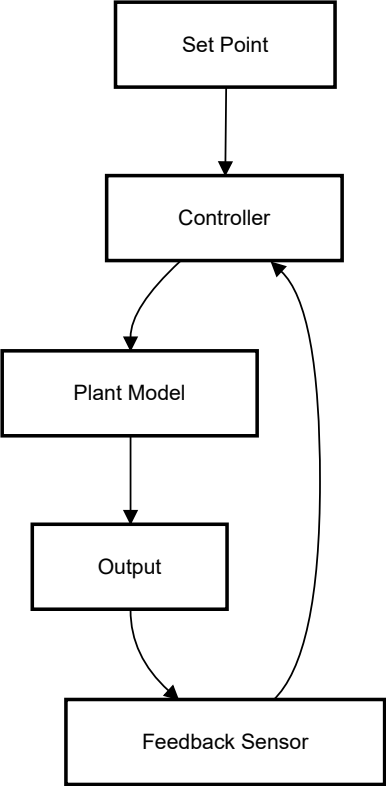 Set Point
Controller
Plant Model
Output
Feedback Sensor